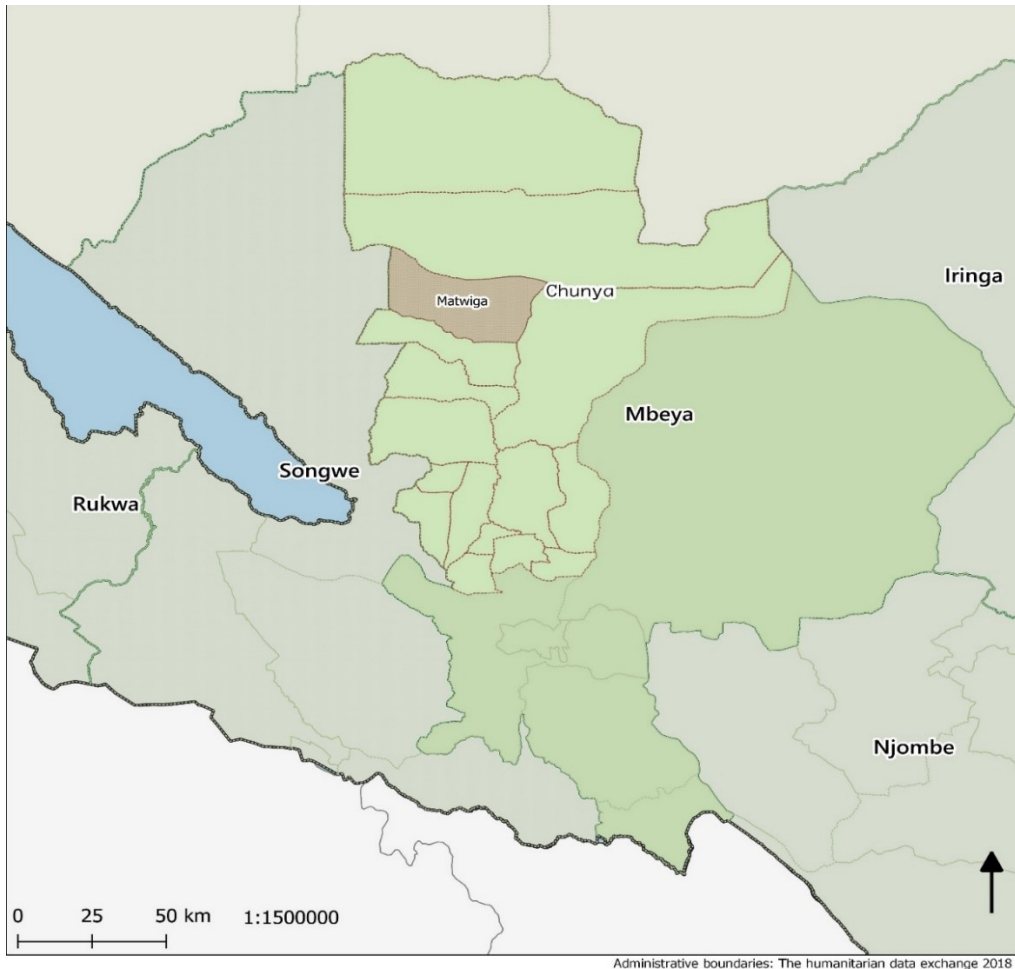 Iringa
Matwiga
Chunya
Mbeya
Songwe
Rukwa
Njombe
0 25 50 km 1:1500000
Administrative boundaries: The humanitarian data exchange 2018